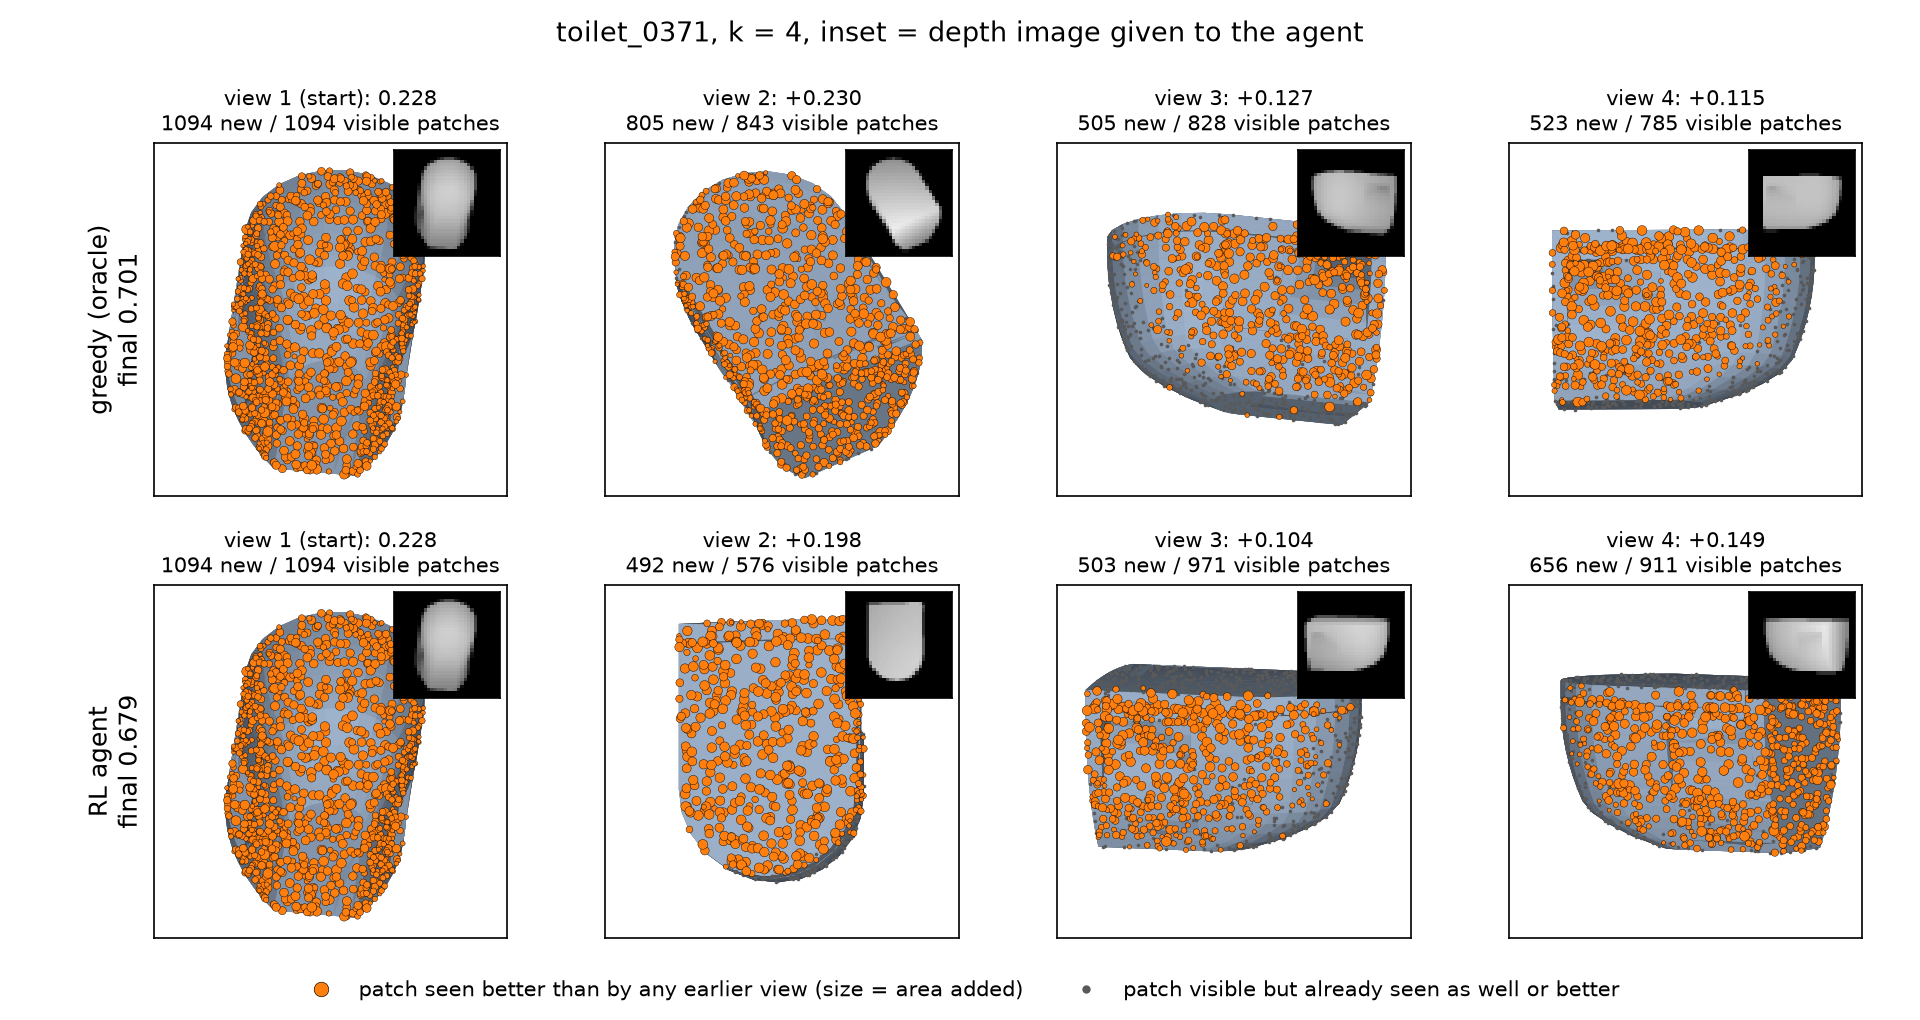 toilet_0371, k = 4, inset = depth image given to the agent
greedy (oracle)
final 0.701
view 1 (start): 0.228
1094 new / 1094 visible patches
view 2: +0.230
805 new / 843 visible patches
view 3: +0.127
505 new / 828 visible patches
view 4: +0.115
523 new / 785 visible patches
RL agent
final 0.679
view 1 (start): 0.228
1094 new / 1094 visible patches
view 2: +0.198
492 new / 576 visible patches
view 3: +0.104
503 new / 971 visible patches
view 4: +0.149
656 new / 911 visible patches
patch seen better than by any earlier view (size = area added)
patch visible but already seen as well or better